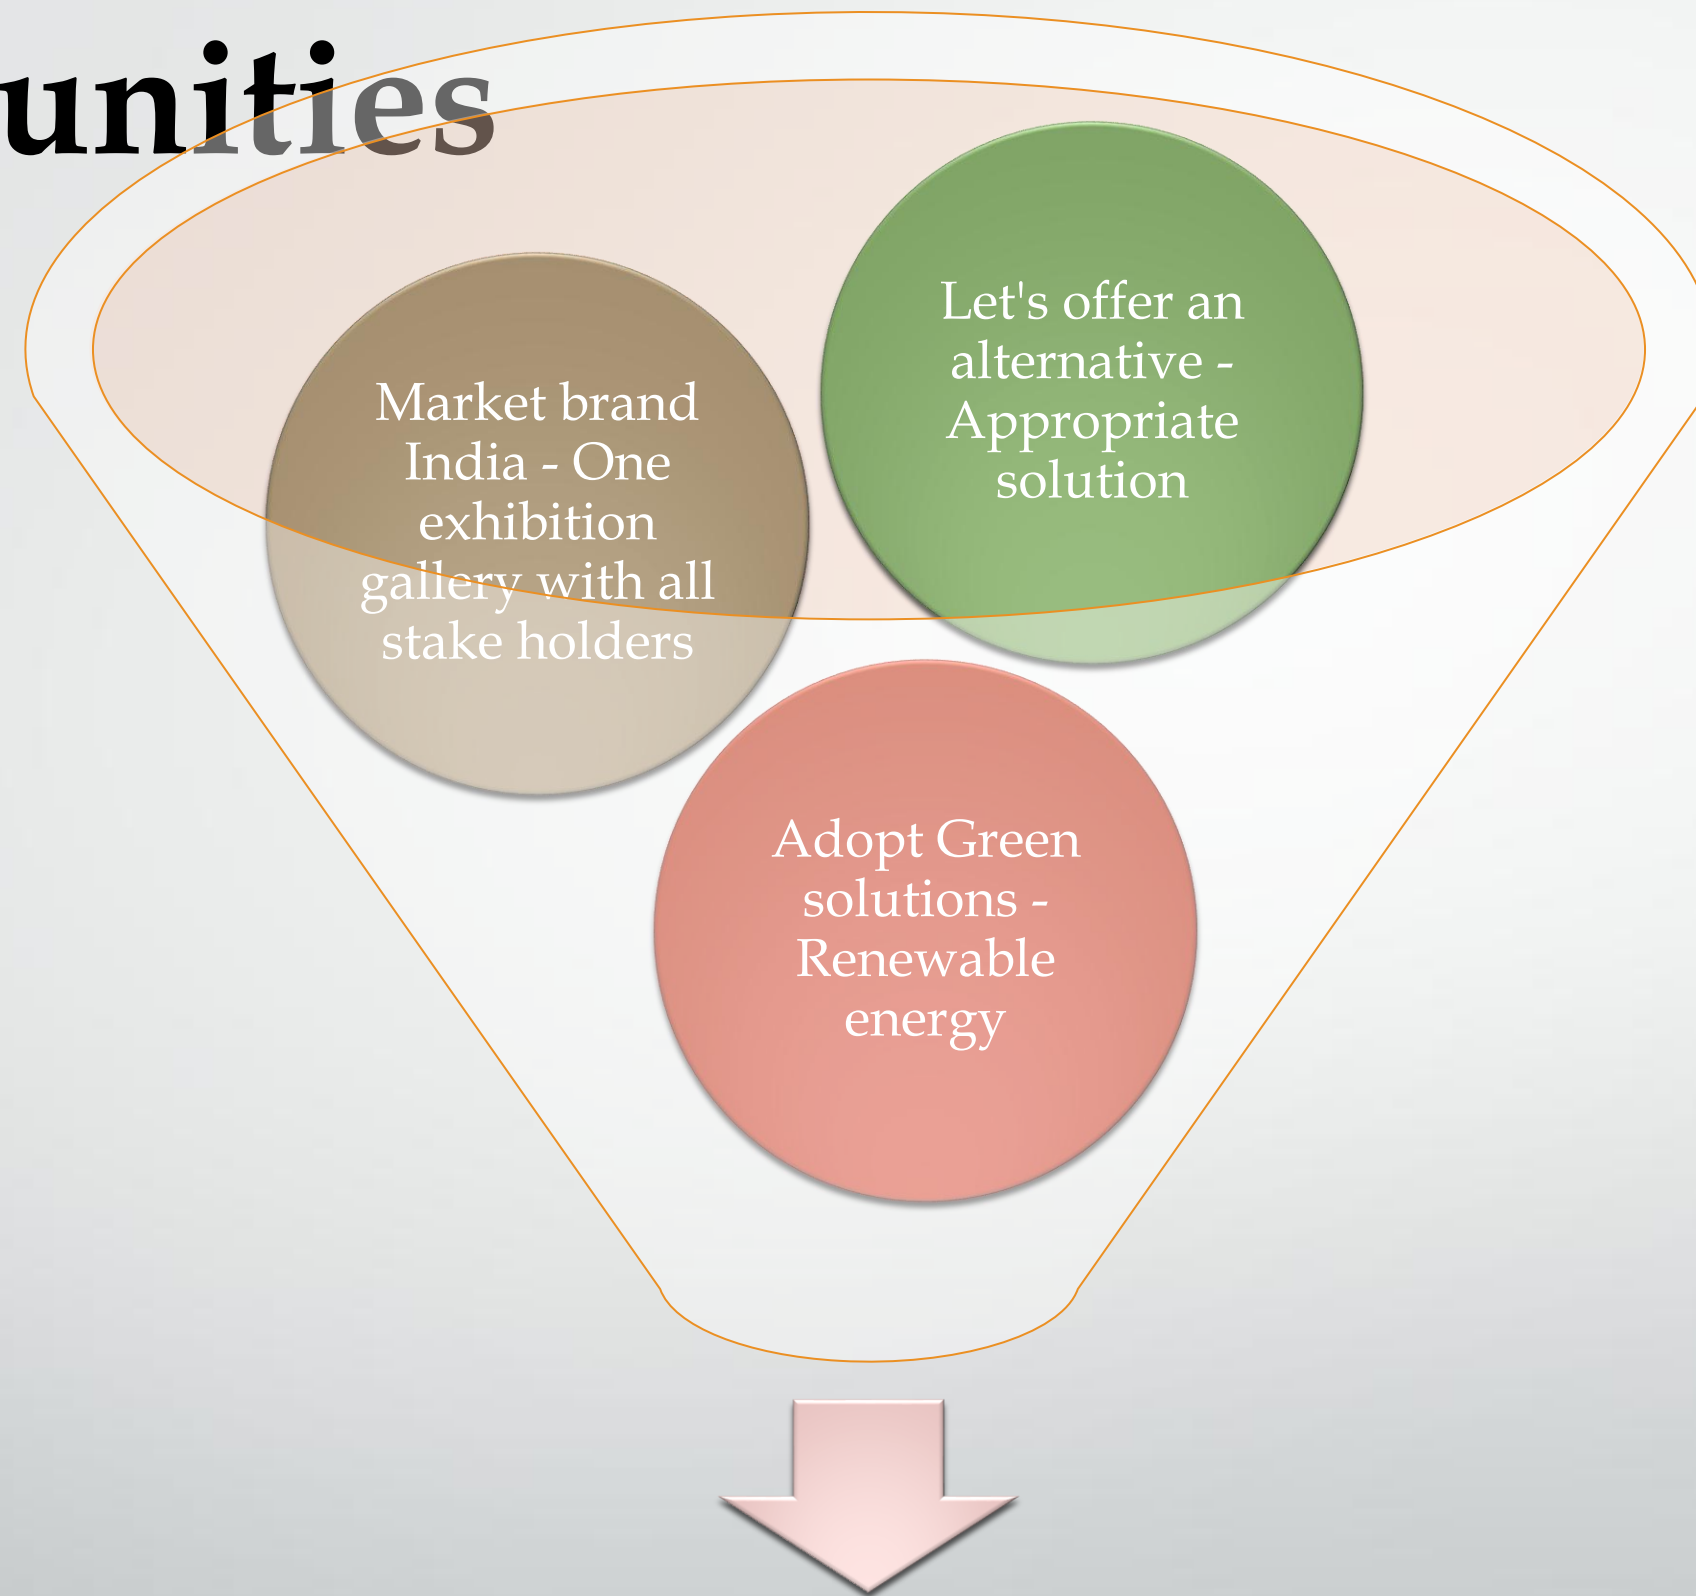 unities
Let's offer an
alternative -
Appropriate
solution
Market brand
India - One
exhibition
gallery with all
stake holders
Adopt Green
solutions -
Renewable
energy